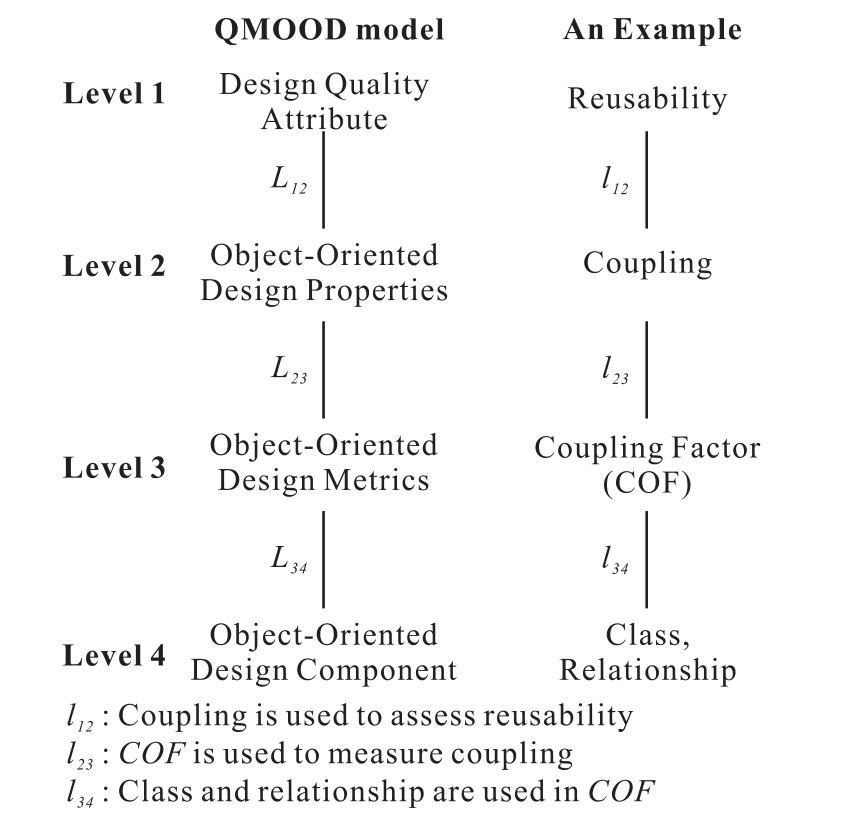 QMOOD model An Example
Level 1 Design Quality Attribute Reusability
L12 l12
Level 2 Object-Oriented Design Properties Coupling
L23 l23
Level 3 Object-Oriented Design Metrics Coupling Factor (COF)
L34 l34
Level 4 Object-Oriented Design Component Class, Relationship
l12 : Coupling is used to assess reusability
l23 : COF is used to measure coupling
l34 : Class and relationship are used in COF